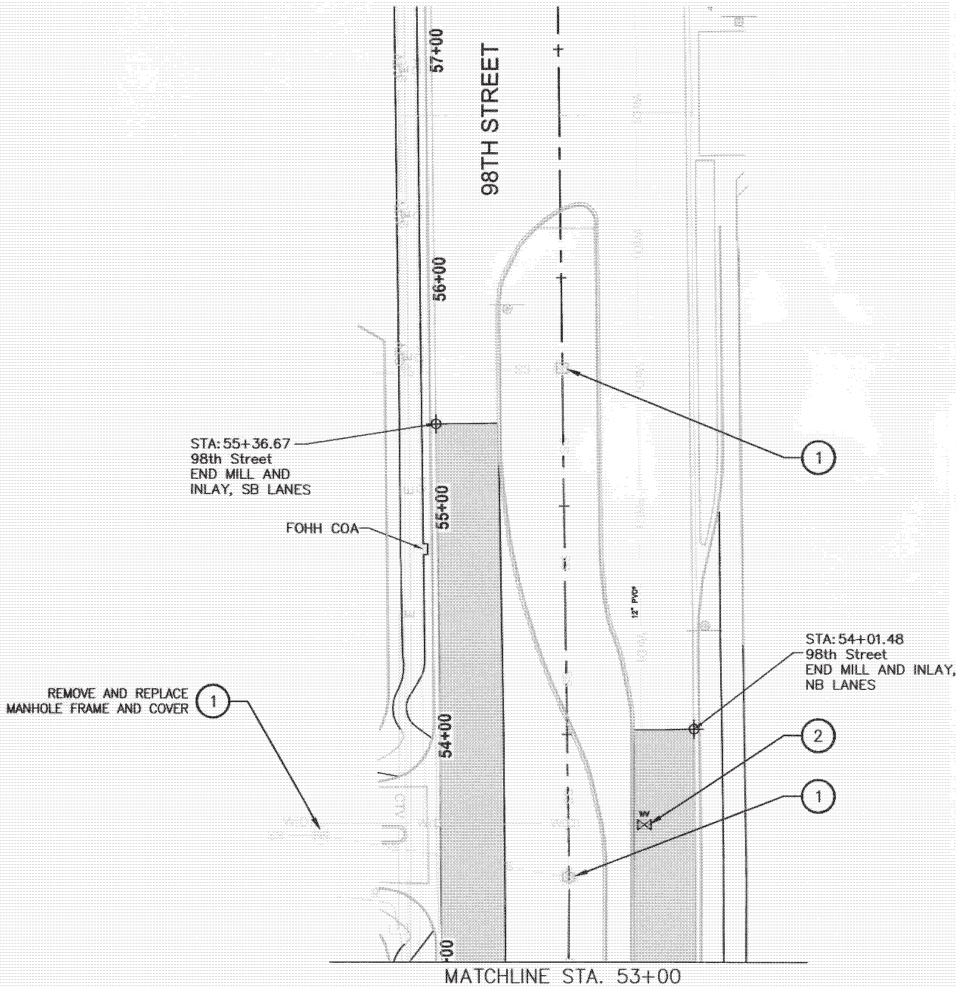 57+00
98TH STREET
56+00
1
STA: 55+36.67
98th Street
END MILL AND
INLAY, SB LANES
55+00
FOHH COA
12" PVC*
STA: 54+01.48
98th Street
END MILL AND INLAY,
NB LANES
REMOVE AND REPLACE
MANHOLE FRAME AND COVER
1
54+00
2
1
W
CTV
MATCHLINE STA. 53+00